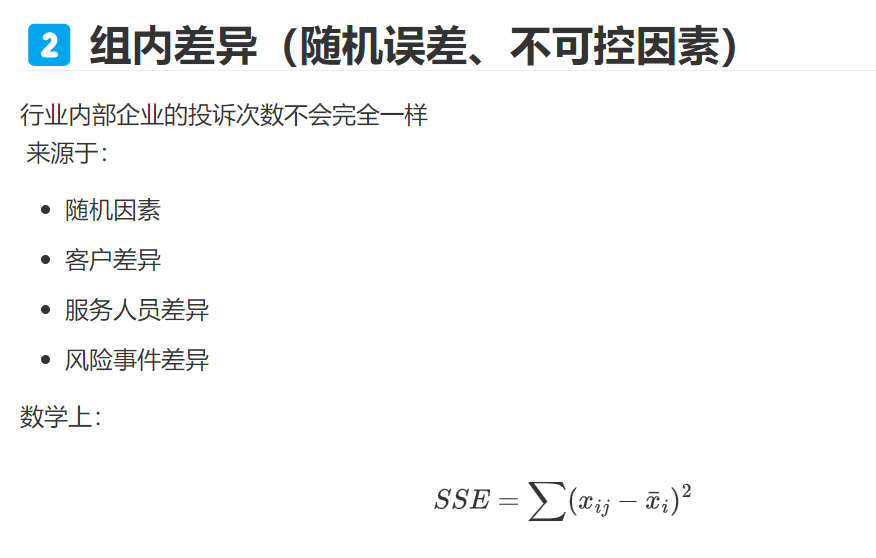 2 组内差异（随机误差、不可控因素）
行业内部企业的投诉次数不会完全一样
来源于：
• 随机因素
• 客户差异
• 服务人员差异
• 风险事件差异
数学上：
$SSE = \sum (x_{ij} - \bar{x}_i)^2$